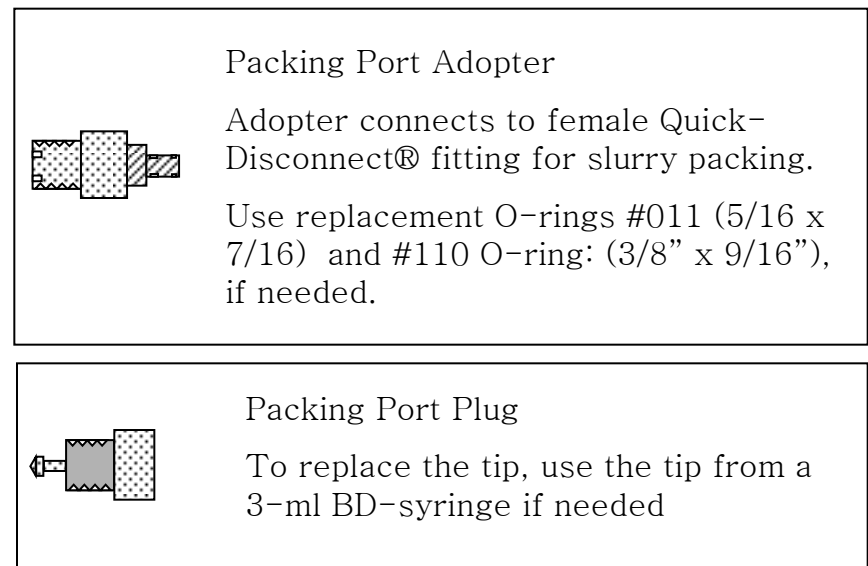 Packing Port Adopter
Adopter connects to female Quick-
Disconnect® fitting for slurry packing.
Use replacement O-rings #011 (5/16 x
7/16) and #110 O-ring: (3/8” x 9/16”),
if needed.
Packing Port Plug
To replace the tip, use the tip from a
3-ml BD-syringe if needed